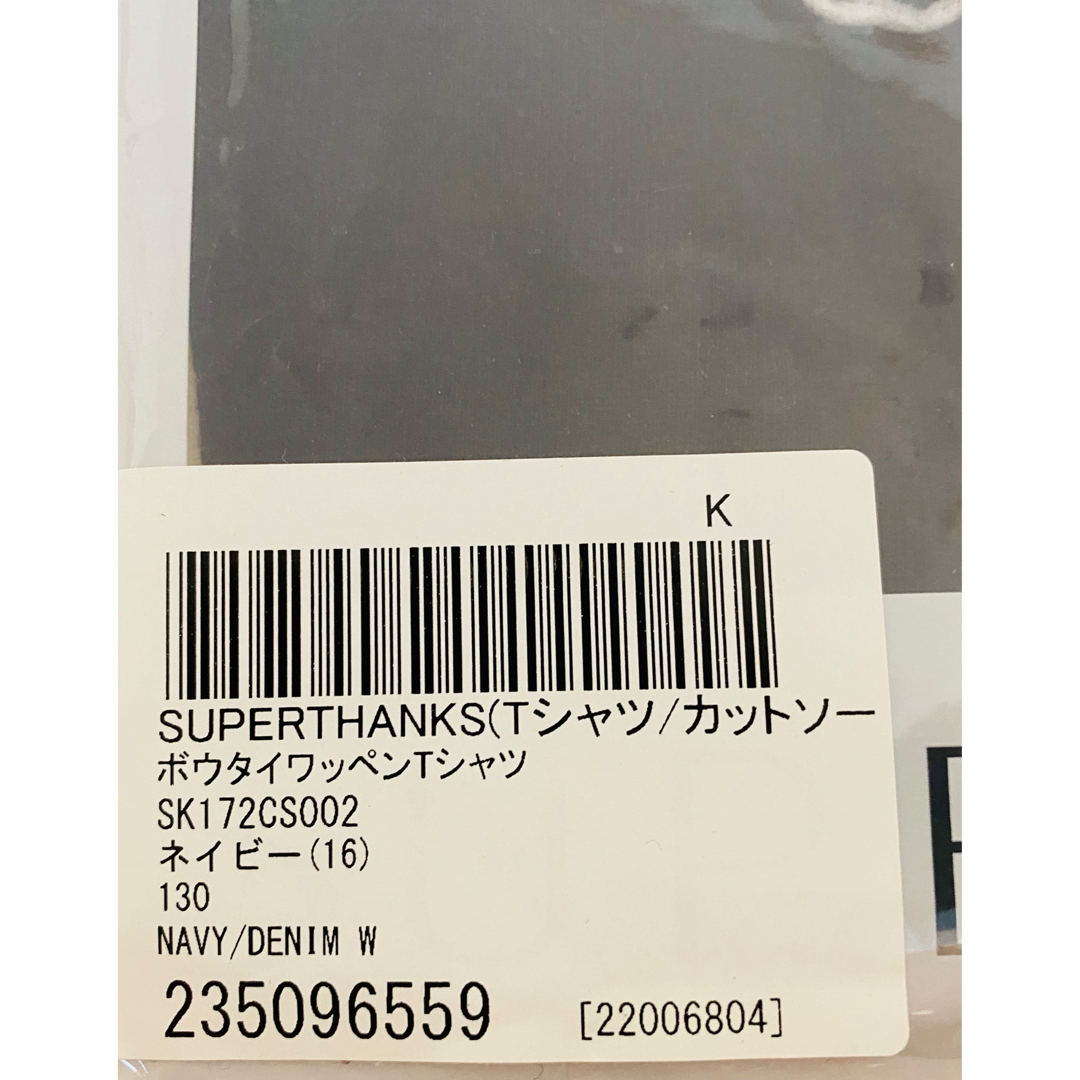 K
SUPERTHANKS(Tシャツ/カットソー
ボウタイワッペンTシャツ
SK172CS002
ネイビー(16)
130
NAVY/DENIM W
235096559 [22006804]